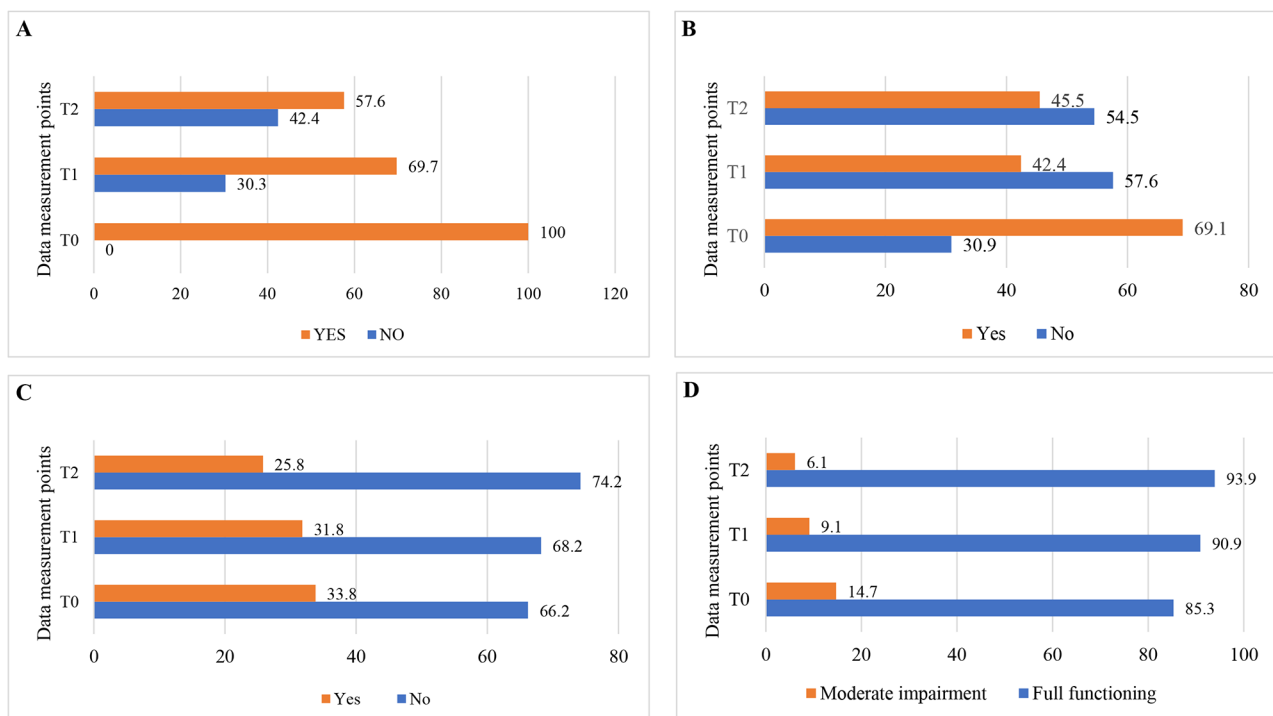 A
Data measurement points
T2
57.6
42.4
T1
69.7
30.3
T0
100
0
0 20 40 60 80 100 120
YES NO
B
Data measurement points
T2
45.5
54.5
T1
42.4
57.6
T0
69.1
30.9
0 20 40 60 80
Yes No
C
Data measurement points
T2
25.8
74.2
T1
31.8
68.2
T0
33.8
66.2
0 20 40 60 80
Yes No
D
Data measurement points
T2
6.1
93.9
T1
9.1
90.9
T0
14.7
85.3
0 20 40 60 80 100
Moderate impairment Full functioning